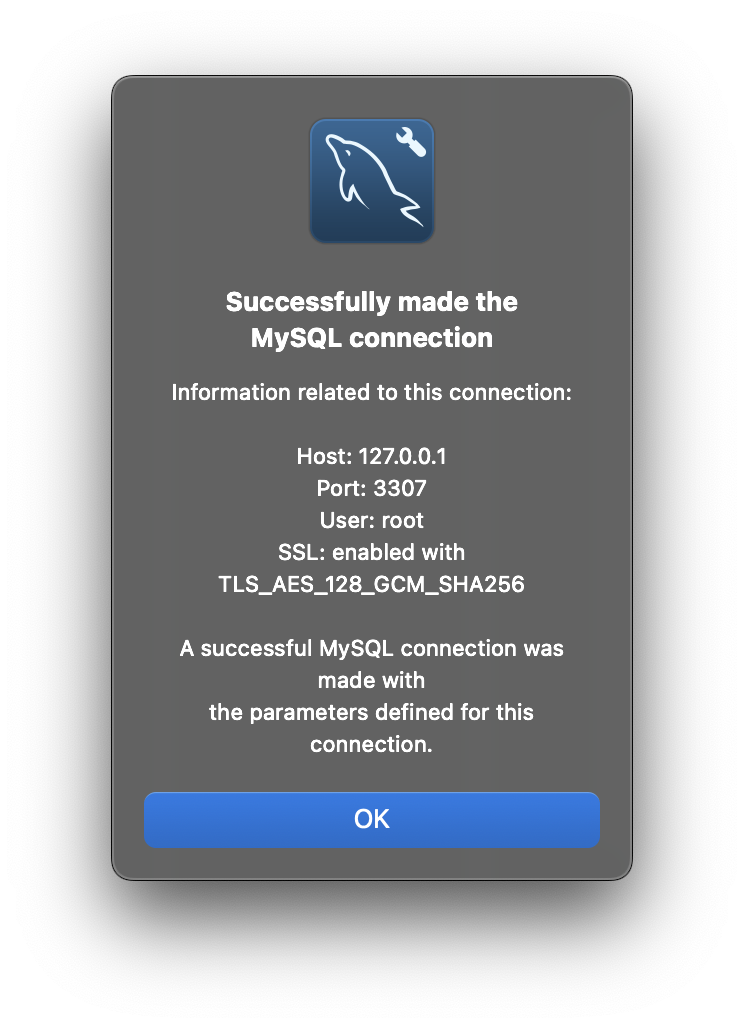 Successfully made the
MySQL connection
Information related to this connection:
Host: 127.0.0.1
Port: 3307
User: root
SSL: enabled with
TLS_AES_128_GCM_SHA256
A successful MySQL connection was
made with
the parameters defined for this
connection.
OK